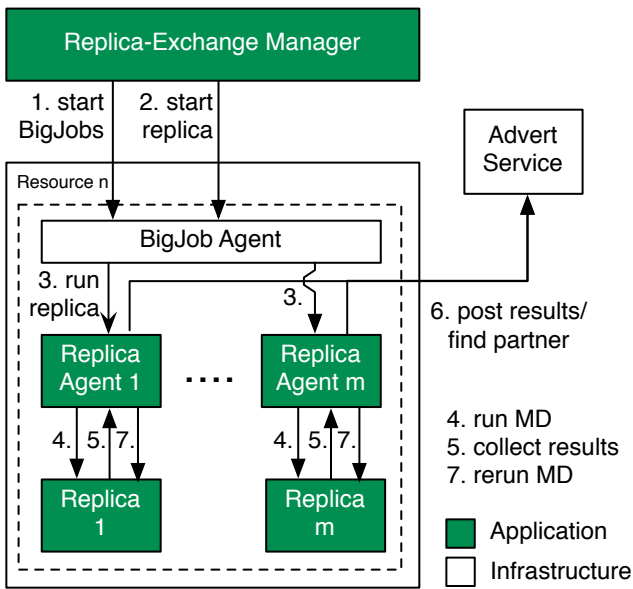 Replica-Exchange Manager
1. start
BigJobs
2. start
replica
Advert
Service
Resource n
BigJob Agent
3. run
replica
3.
6. post results/
find partner
Replica
Agent 1
....
Replica
Agent m
4.
5.
7.
4.
5.
7.
4. run MD
5. collect results
7. rerun MD
Replica
1
Replica
m
Application
Infrastructure